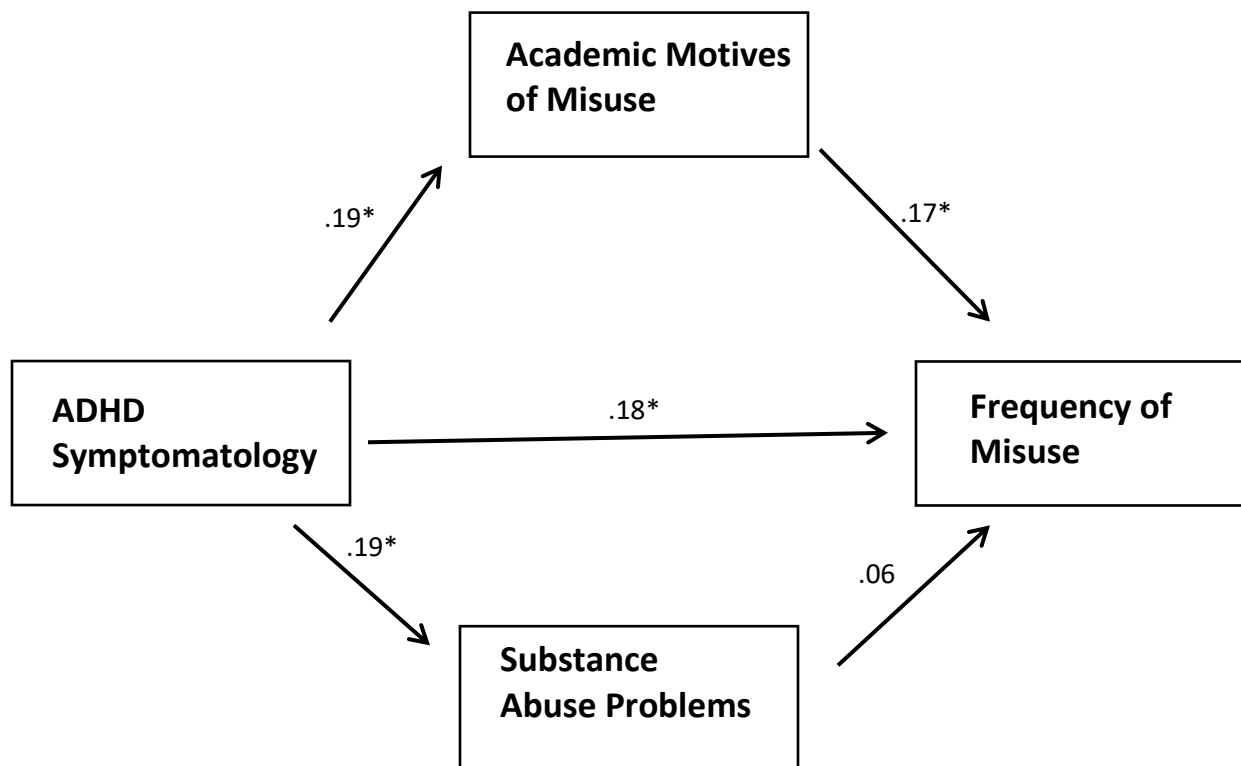 Academic Motives
of Misuse
.19*
.17*
ADHD
Symptomatology
.18*
Frequency of
Misuse
.19*
.06
Substance
Abuse Problems